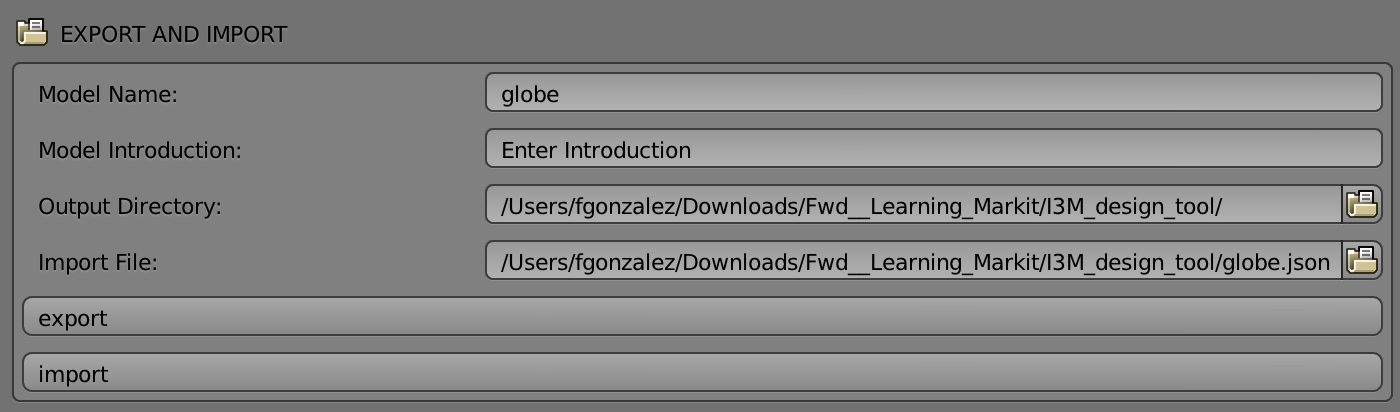 EXPORT AND IMPORT
Model Name: globe
Model Introduction: Enter Introduction
Output Directory: /Users/fgonzalez/Downloads/Fwd__Learning_Markit/I3M_design_tool/
Import File: /Users/fgonzalez/Downloads/Fwd__Learning_Markit/I3M_design_tool/globe.json
export
import